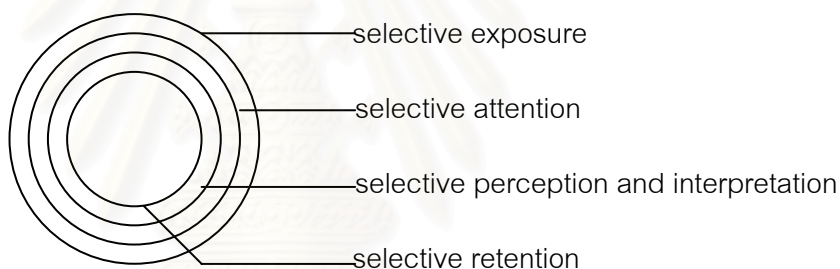 selective exposure
selective attention
selective perception and interpretation
selective retention